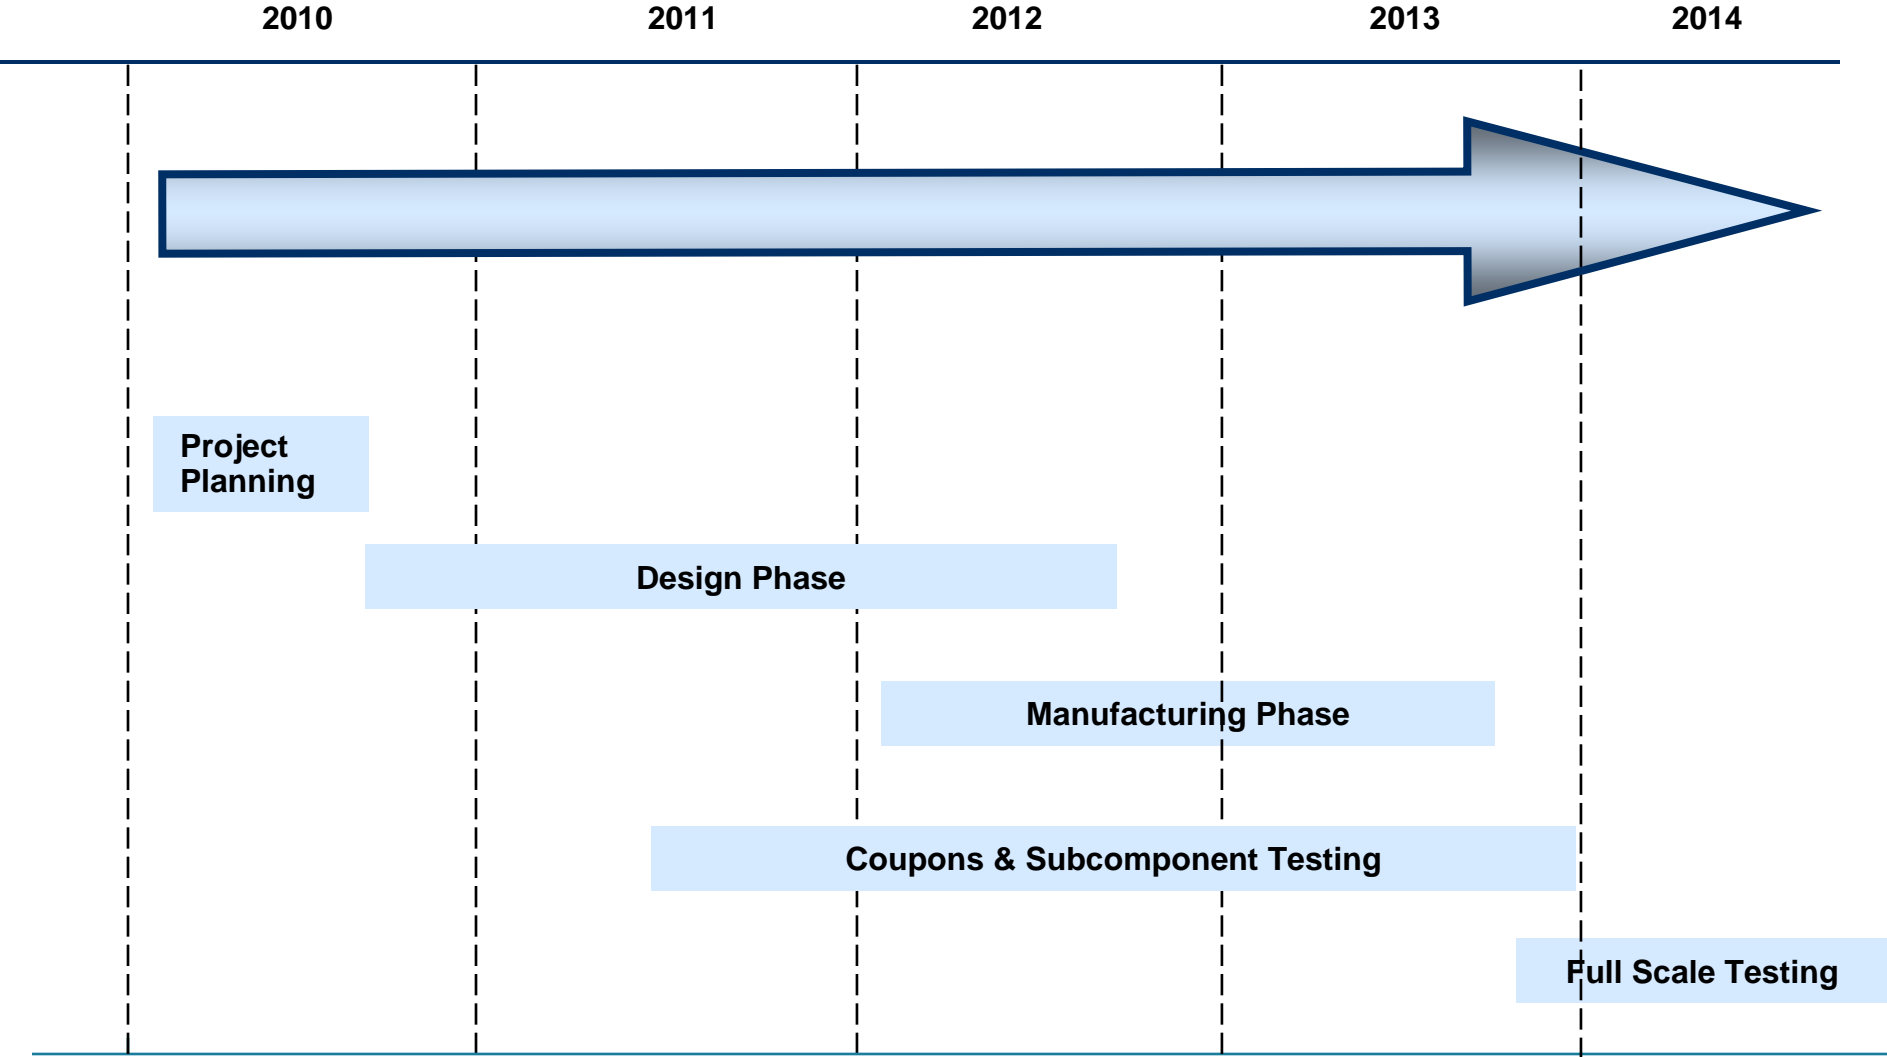 2010 2011 2012 2013 2014
Project
Planning
Design Phase
Manufacturing Phase
Coupons & Subcomponent Testing
Full Scale Testing